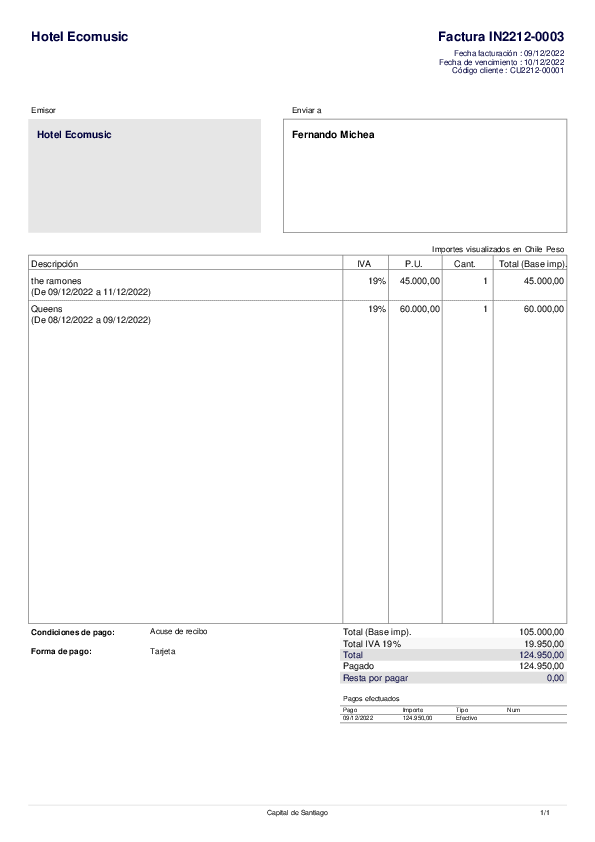 Hotel Ecomusic
Factura IN2212-0003
Fecha facturación : 09/12/2022
Fecha de vencimiento : 10/12/2022
Código cliente : CU2212-00001
Emisor
Enviar a
Hotel Ecomusic
Fernando Michea
Importes visualizados en Chile Peso
Descripción IVA P.U. Cant. Total (Base imp).
the ramones 19% 45.000,00 1 45.000,00
(De 09/12/2022 a 11/12/2022)
Queens 19% 60.000,00 1 60.000,00
(De 08/12/2022 a 09/12/2022)
Condiciones de pago: Acuse de recibo
Forma de pago: Tarjeta
Total (Base imp). 105.000,00
Total IVA 19% 19.950,00
Total 124.950,00
Pagado 124.950,00
Resta por pagar 0,00
Pagos efectuados
Pago Importe Tipo Num
09/12/2022 124.950,00 Efectivo
Capital de Santiago 1/1